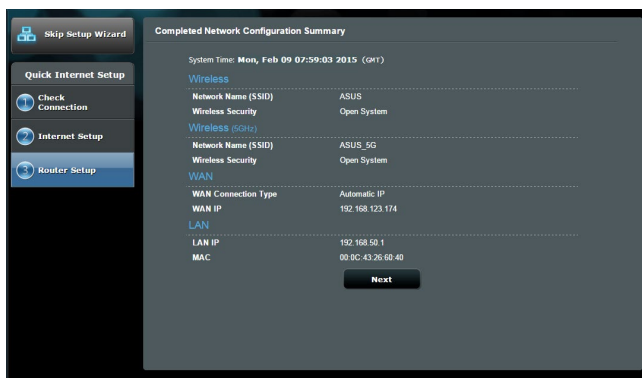 Skip Setup Wizard
Quick Internet Setup
1 Check Connection
2 Internet Setup
3 Router Setup
Completed Network Configuration Summary
System Time: Mon, Feb 09 07:59:03 2015 (GMT)
Wireless
Network Name (SSID) ASUS
Wireless Security Open System
Wireless (5GHz)
Network Name (SSID) ASUS_5G
Wireless Security Open System
WAN
WAN Connection Type Automatic IP
WAN IP 192.168.123.174
LAN
LAN IP 192.168.50.1
MAC 00:0C:43:26:60:40
Next